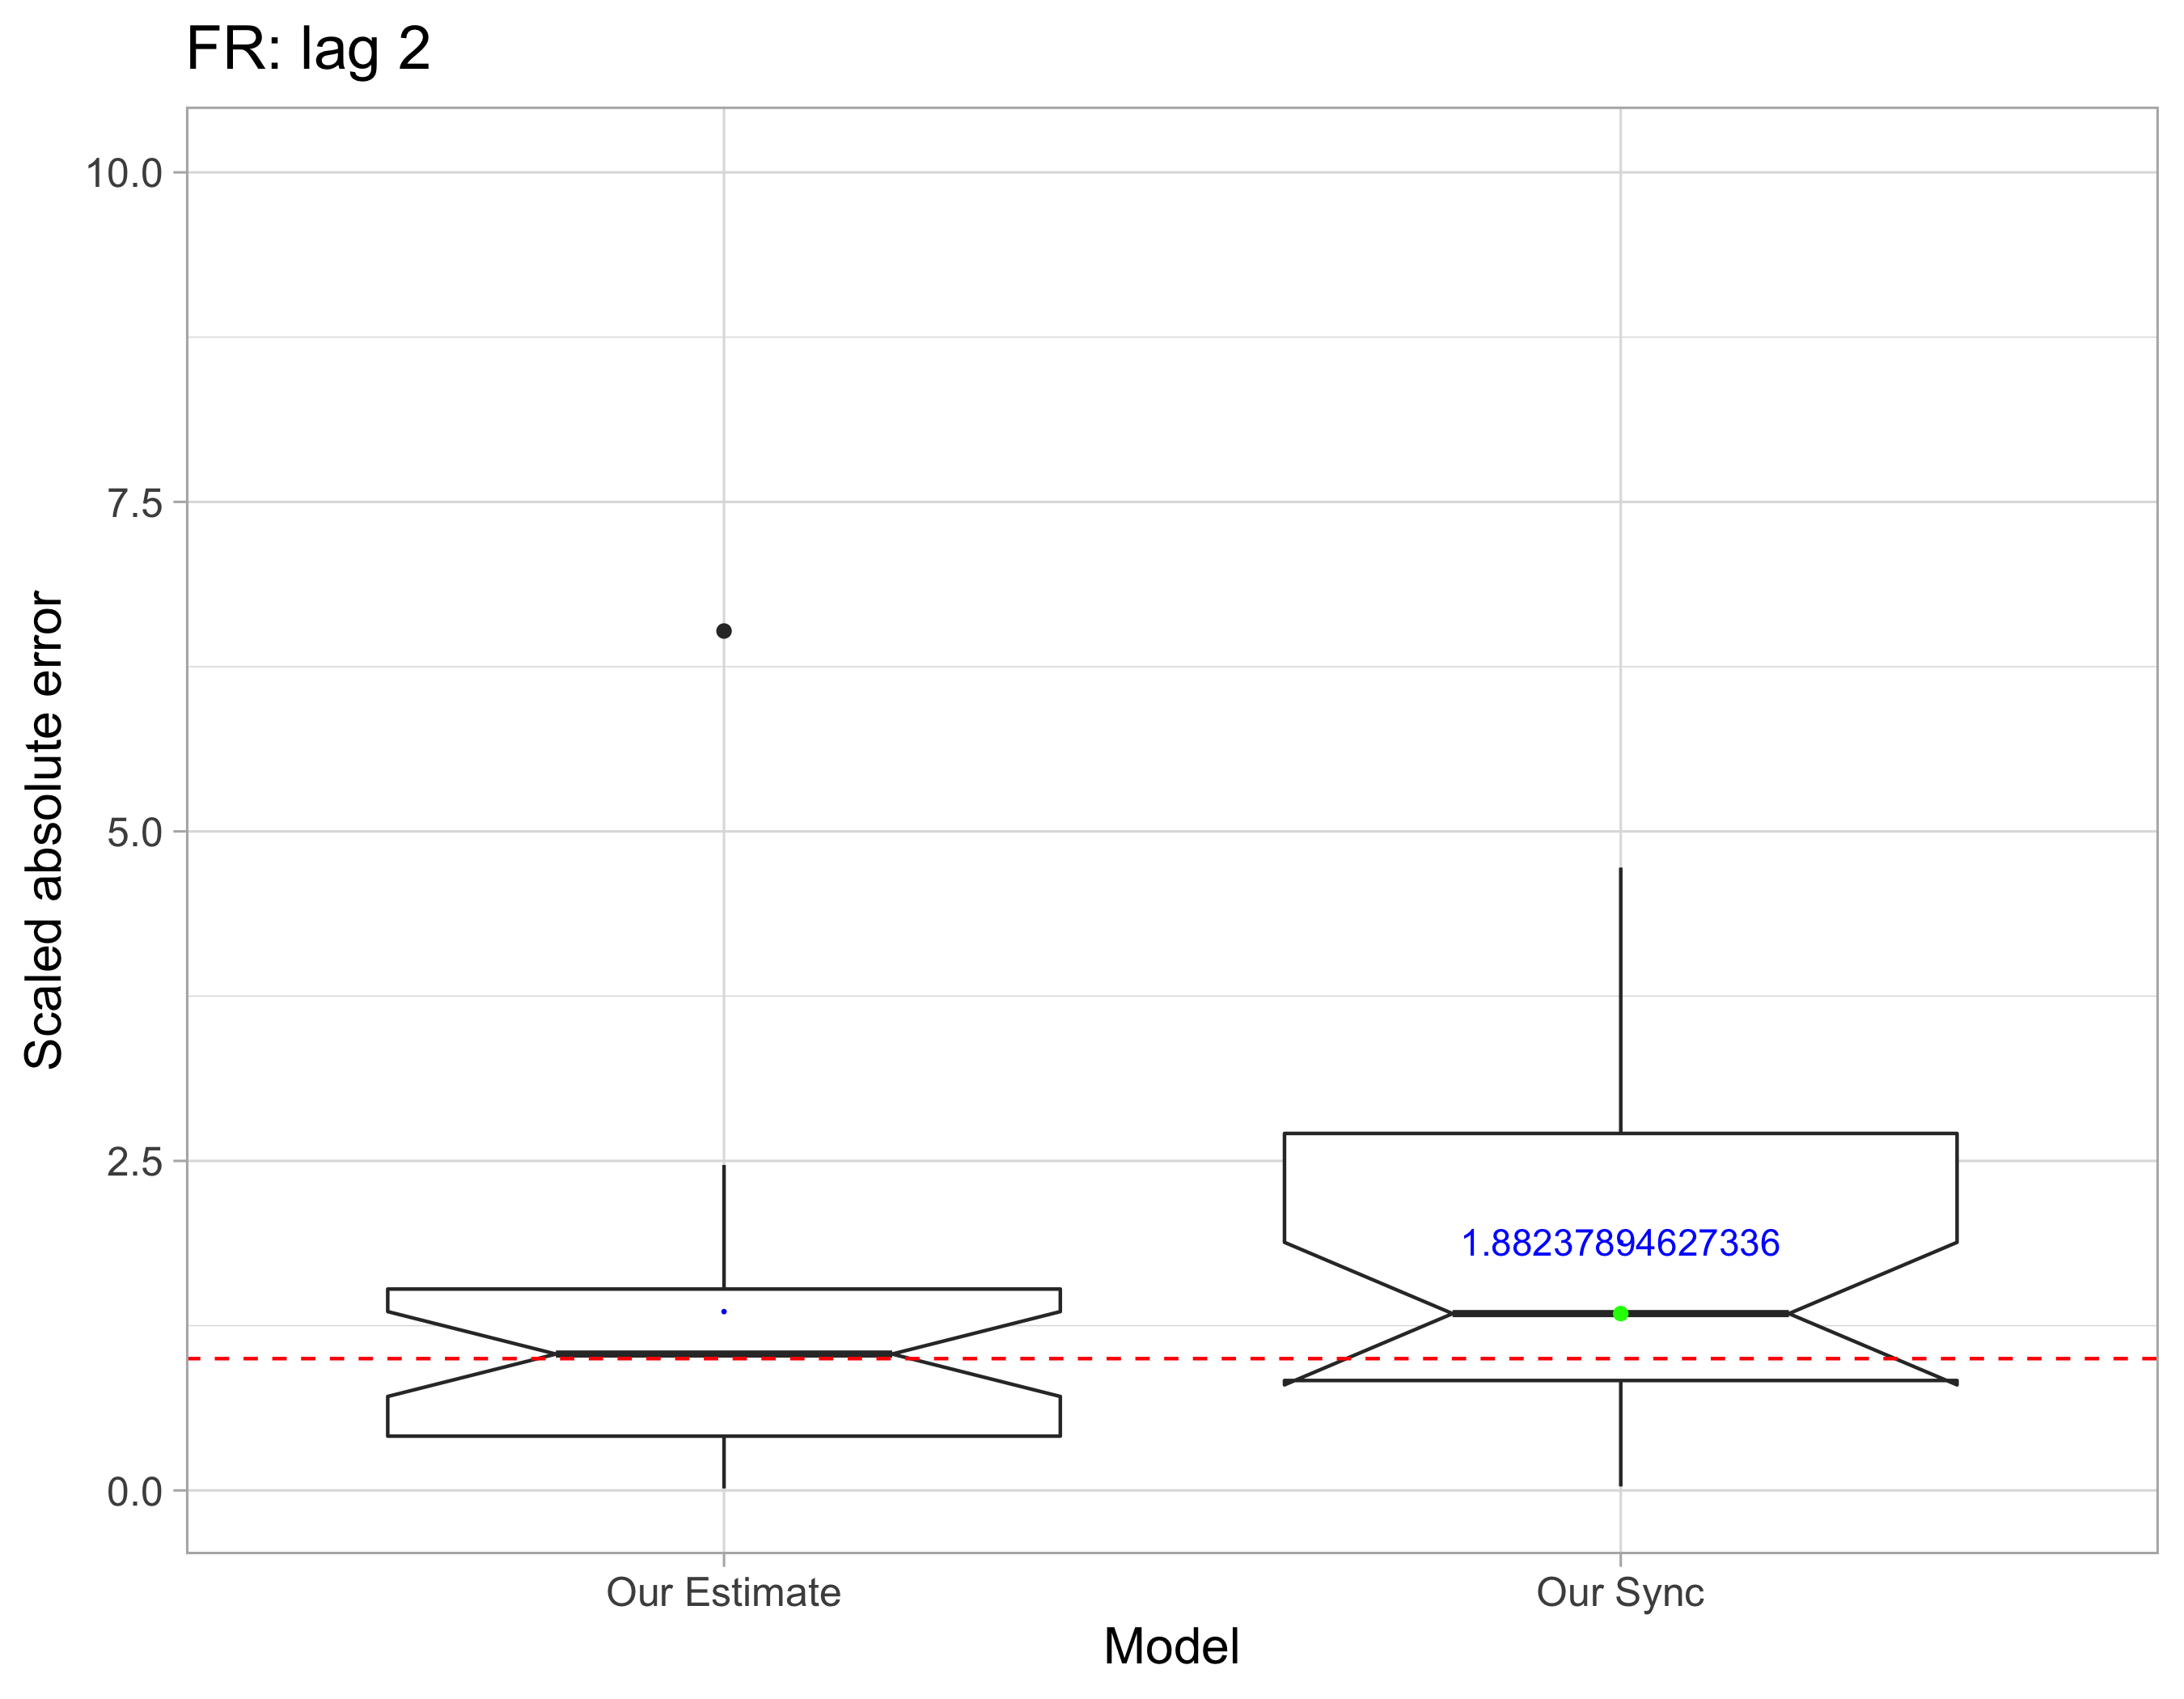 FR: lag 2
Scaled absolute error
10.0
7.5
5.0
2.5
0.0
1.88237894627336
Our Estimate
Our Sync
Model